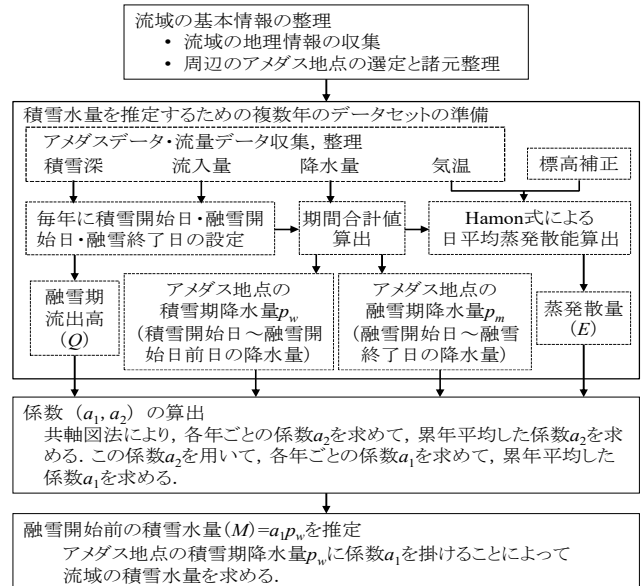 流域の基本情報の整理
• 流域の地理情報の収集
• 周辺のアメダス地点の選定と諸元整理
積雪水量を推定するための複数年のデータセットの準備
アメダスデータ・流量データ収集, 整理
積雪深 流入量 降水量 気温
標高補正
毎年に積雪開始日・融雪開
始日・融雪終了日の設定
期間合計値
算出
Hamon式による
日平均蒸発散能算出
融雪期
流出高
(Q)
アメダス地点の
積雪期降水量pw
(積雪開始日～融雪開
始日前日の降水量)
アメダス地点の
融雪期降水量pm
(融雪開始日～融雪
終了日の降水量)
蒸発散量
(E)
係数 (a1, a2) の算出
共軸図法により, 各年ごとの係数a2を求めて, 累年平均した係数a2を求
める. この係数a2を用いて, 各年ごとの係数a1を求めて, 累年平均した
係数a1を求める.
融雪開始前の積雪水量(M)=a1pwを推定
アメダス地点の積雪期降水量pwに係数a1を掛けることによって
流域の積雪水量を求める.